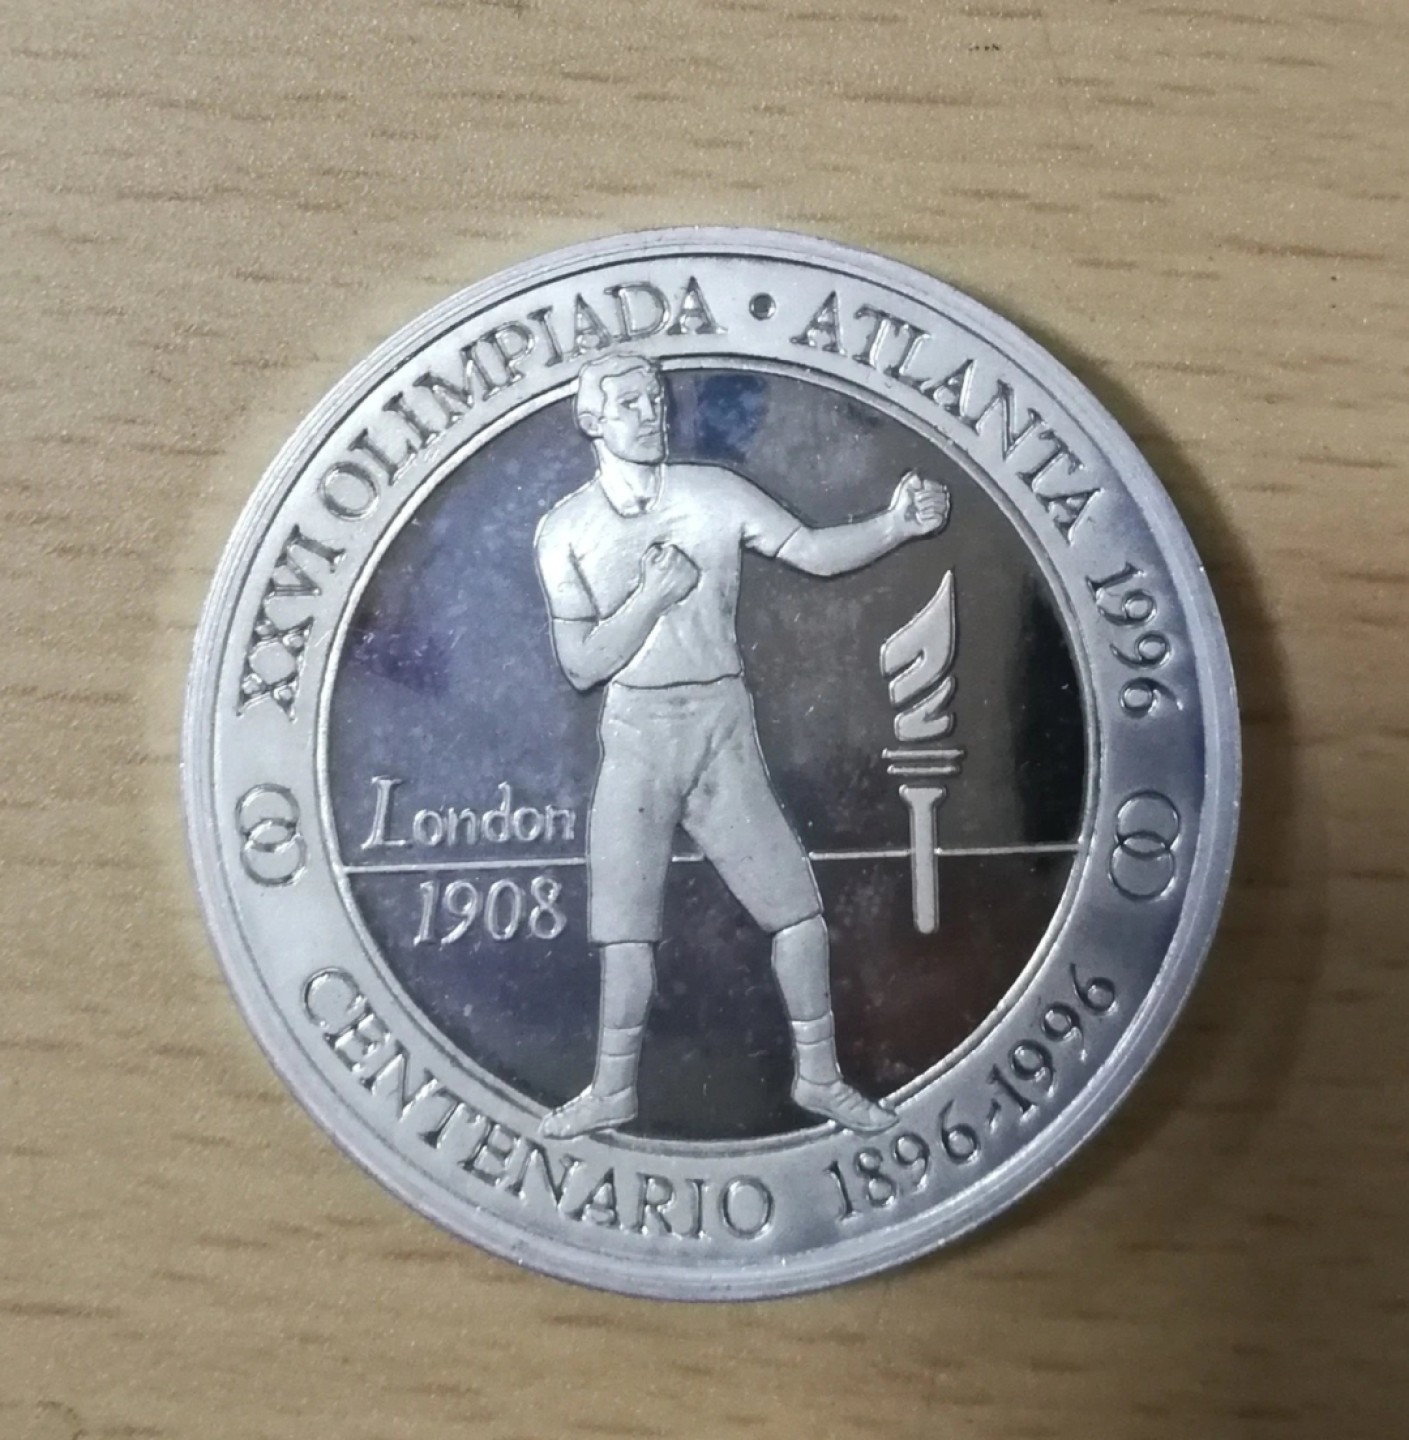 XXVI OLIMPIADA • ATLANTA 1996
London
1908
CENTENARIO 1896-1996